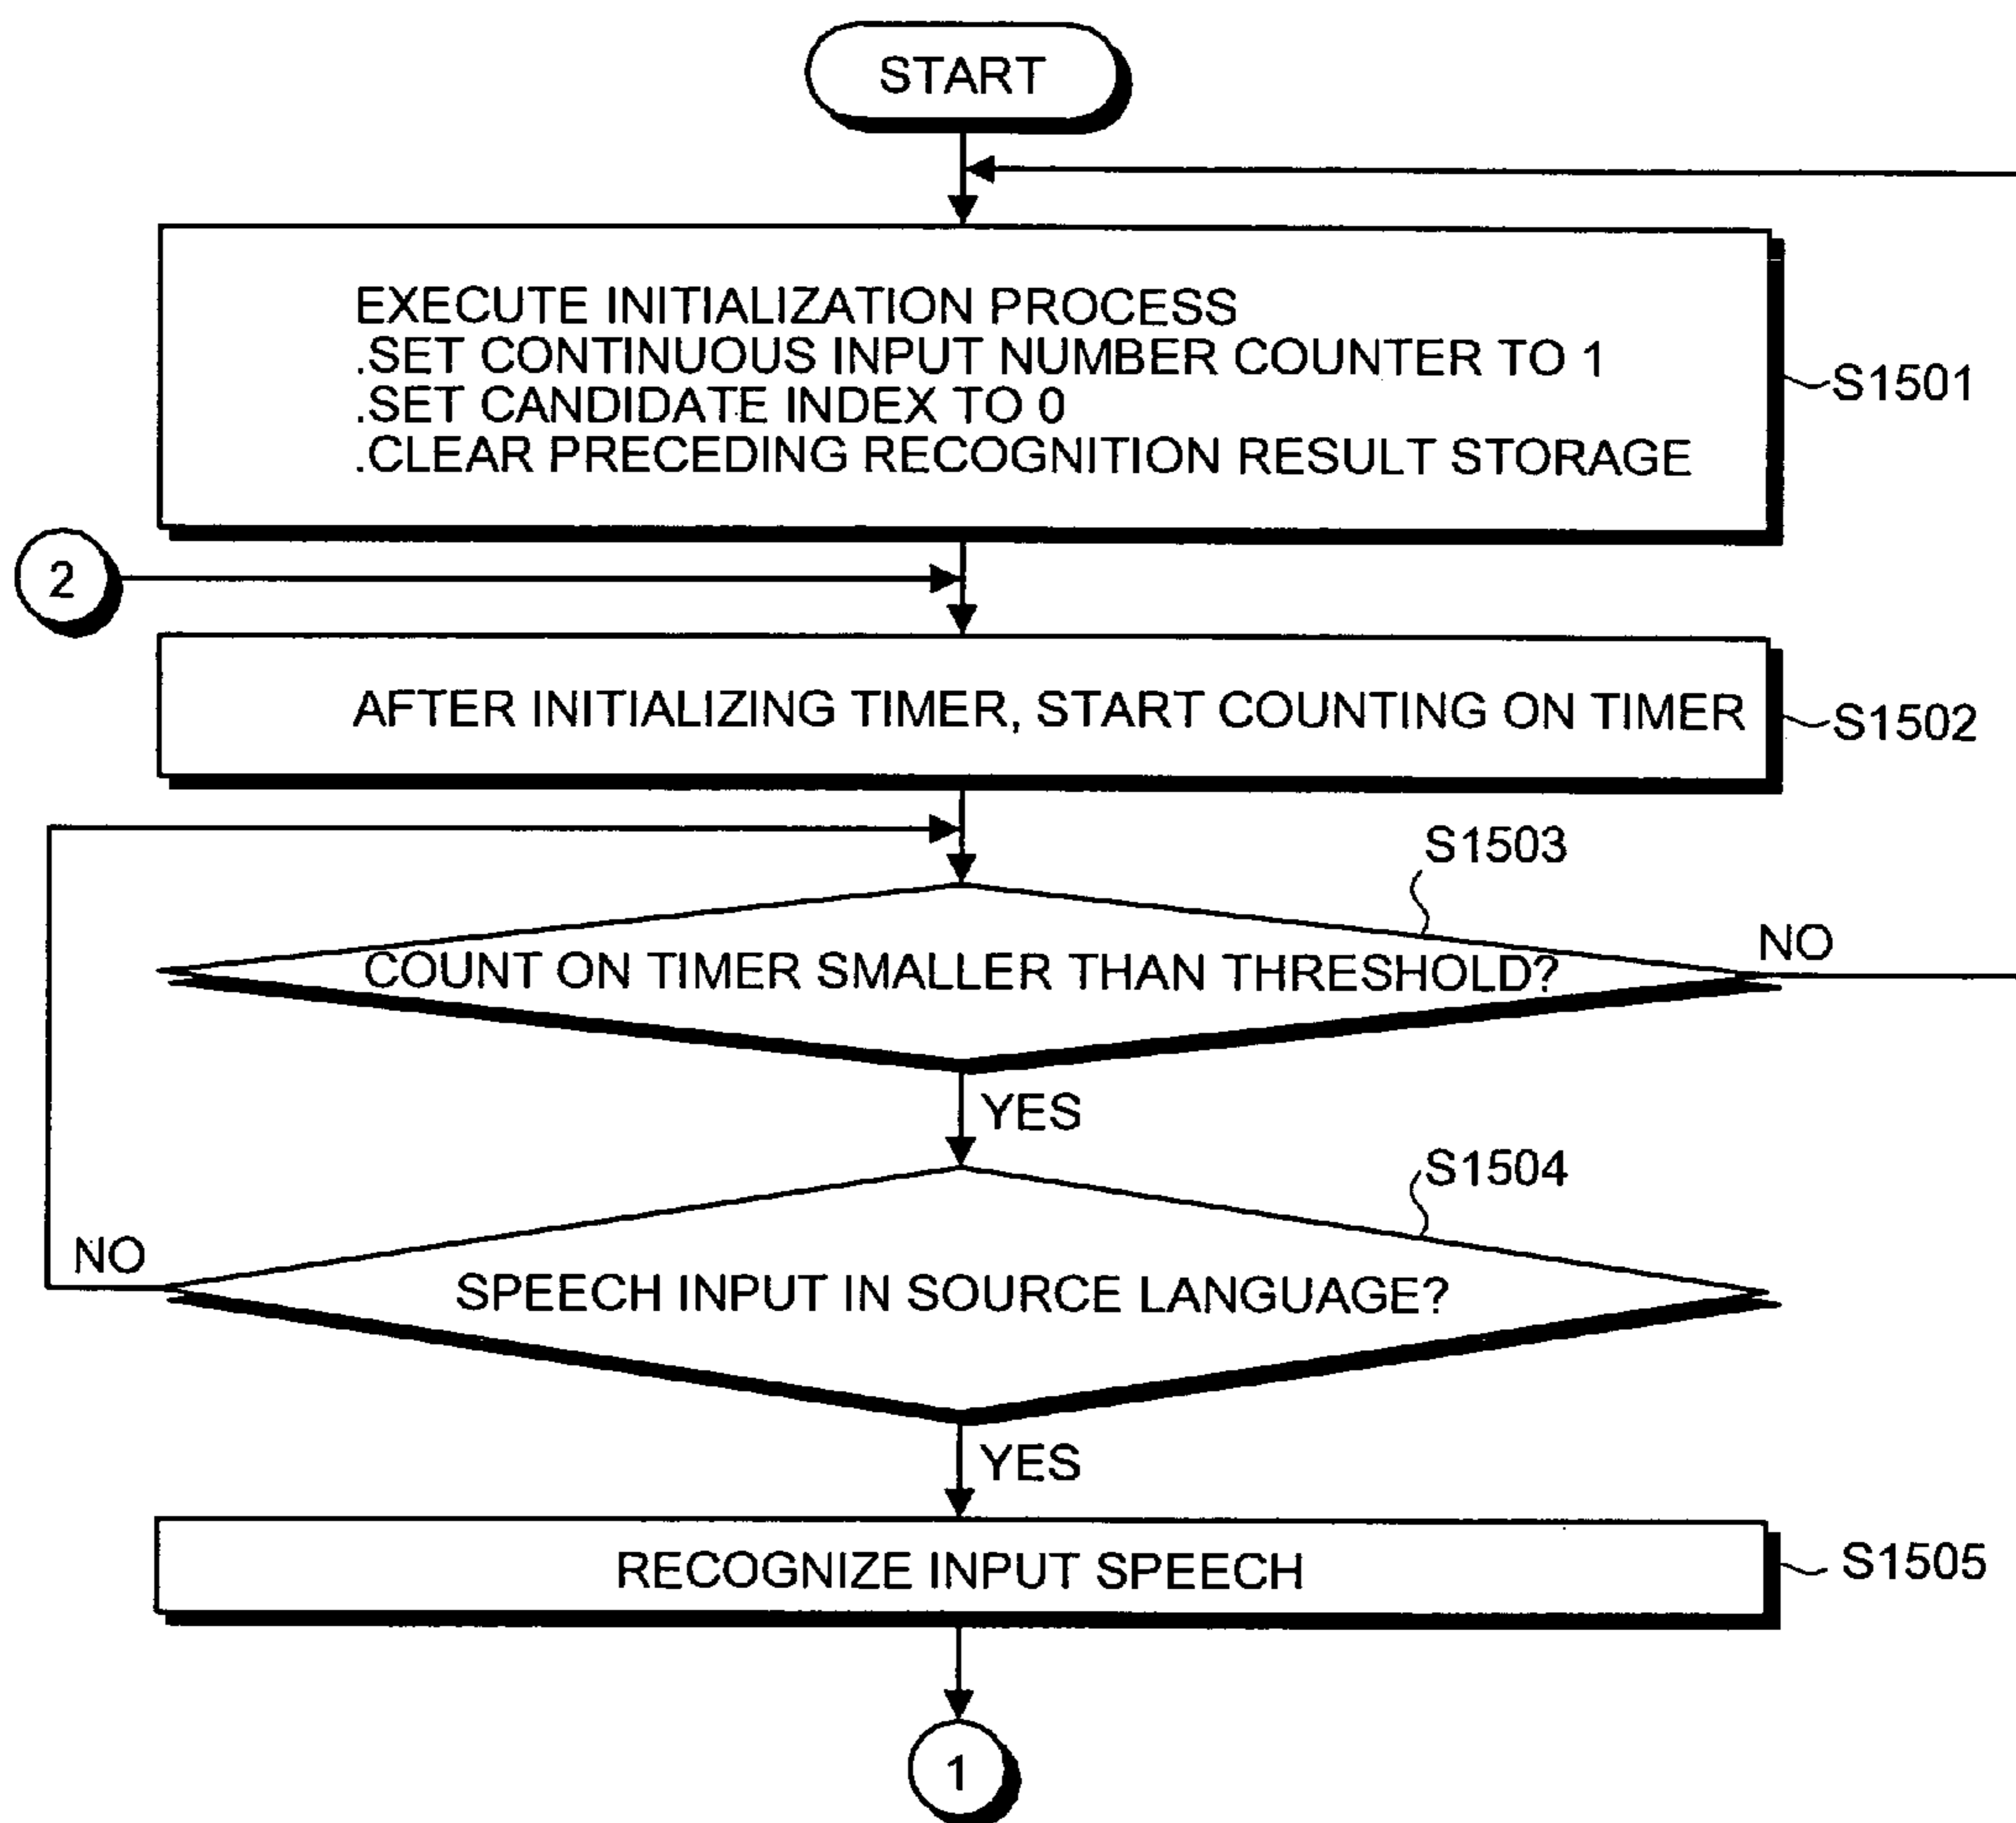 START
EXECUTE INITIALIZATION PROCESS
.SET CONTINUOUS INPUT NUMBER COUNTER TO 1
.SET CANDIDATE INDEX TO 0
.CLEAR PRECEDING RECOGNITION RESULT STORAGE
S1501
2
AFTER INITIALIZING TIMER, START COUNTING ON TIMER
S1502
S1503
COUNT ON TIMER SMALLER THAN THRESHOLD?
NO
YES
S1504
NO
SPEECH INPUT IN SOURCE LANGUAGE?
YES
RECOGNIZE INPUT SPEECH
S1505
1